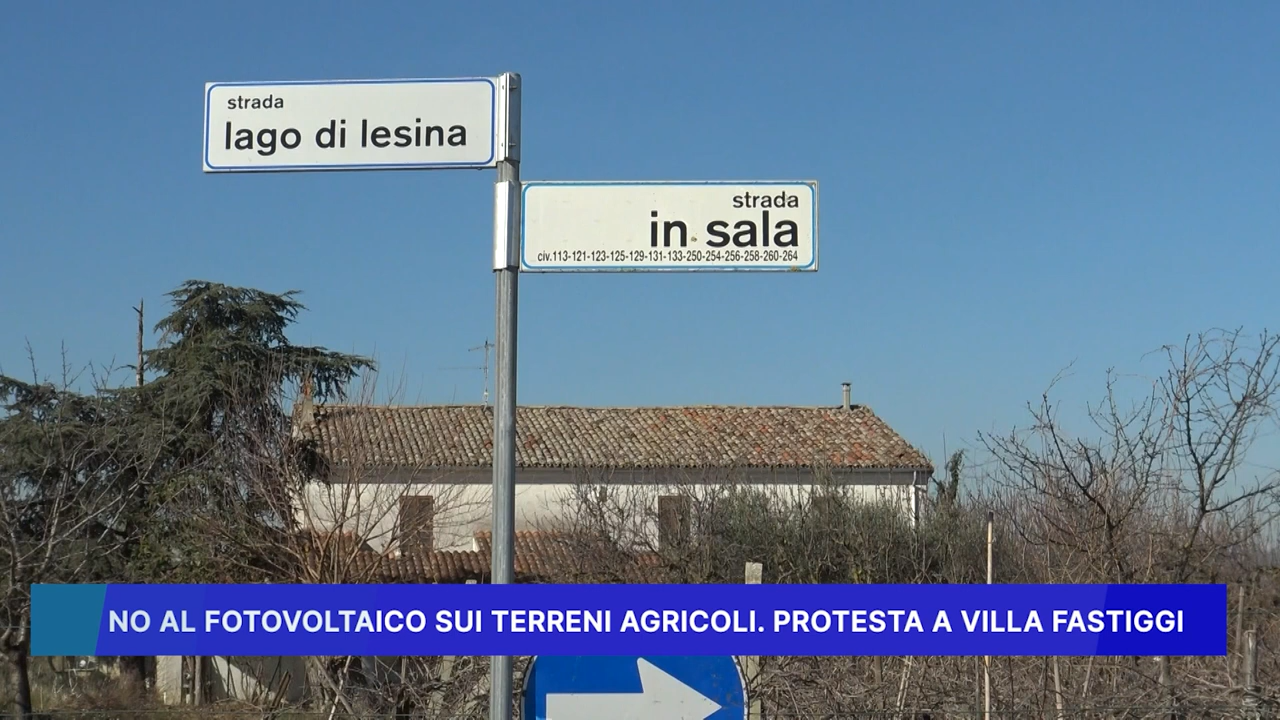 strada
lago di lesina
strada
in sala
civ.113-121-123-125-129-131-133-250-254-256-258-260-264
NO AL FOTOVOLTAICO SUI TERRENI AGRICOLI. PROTESTA A VILLA FASTIGGI